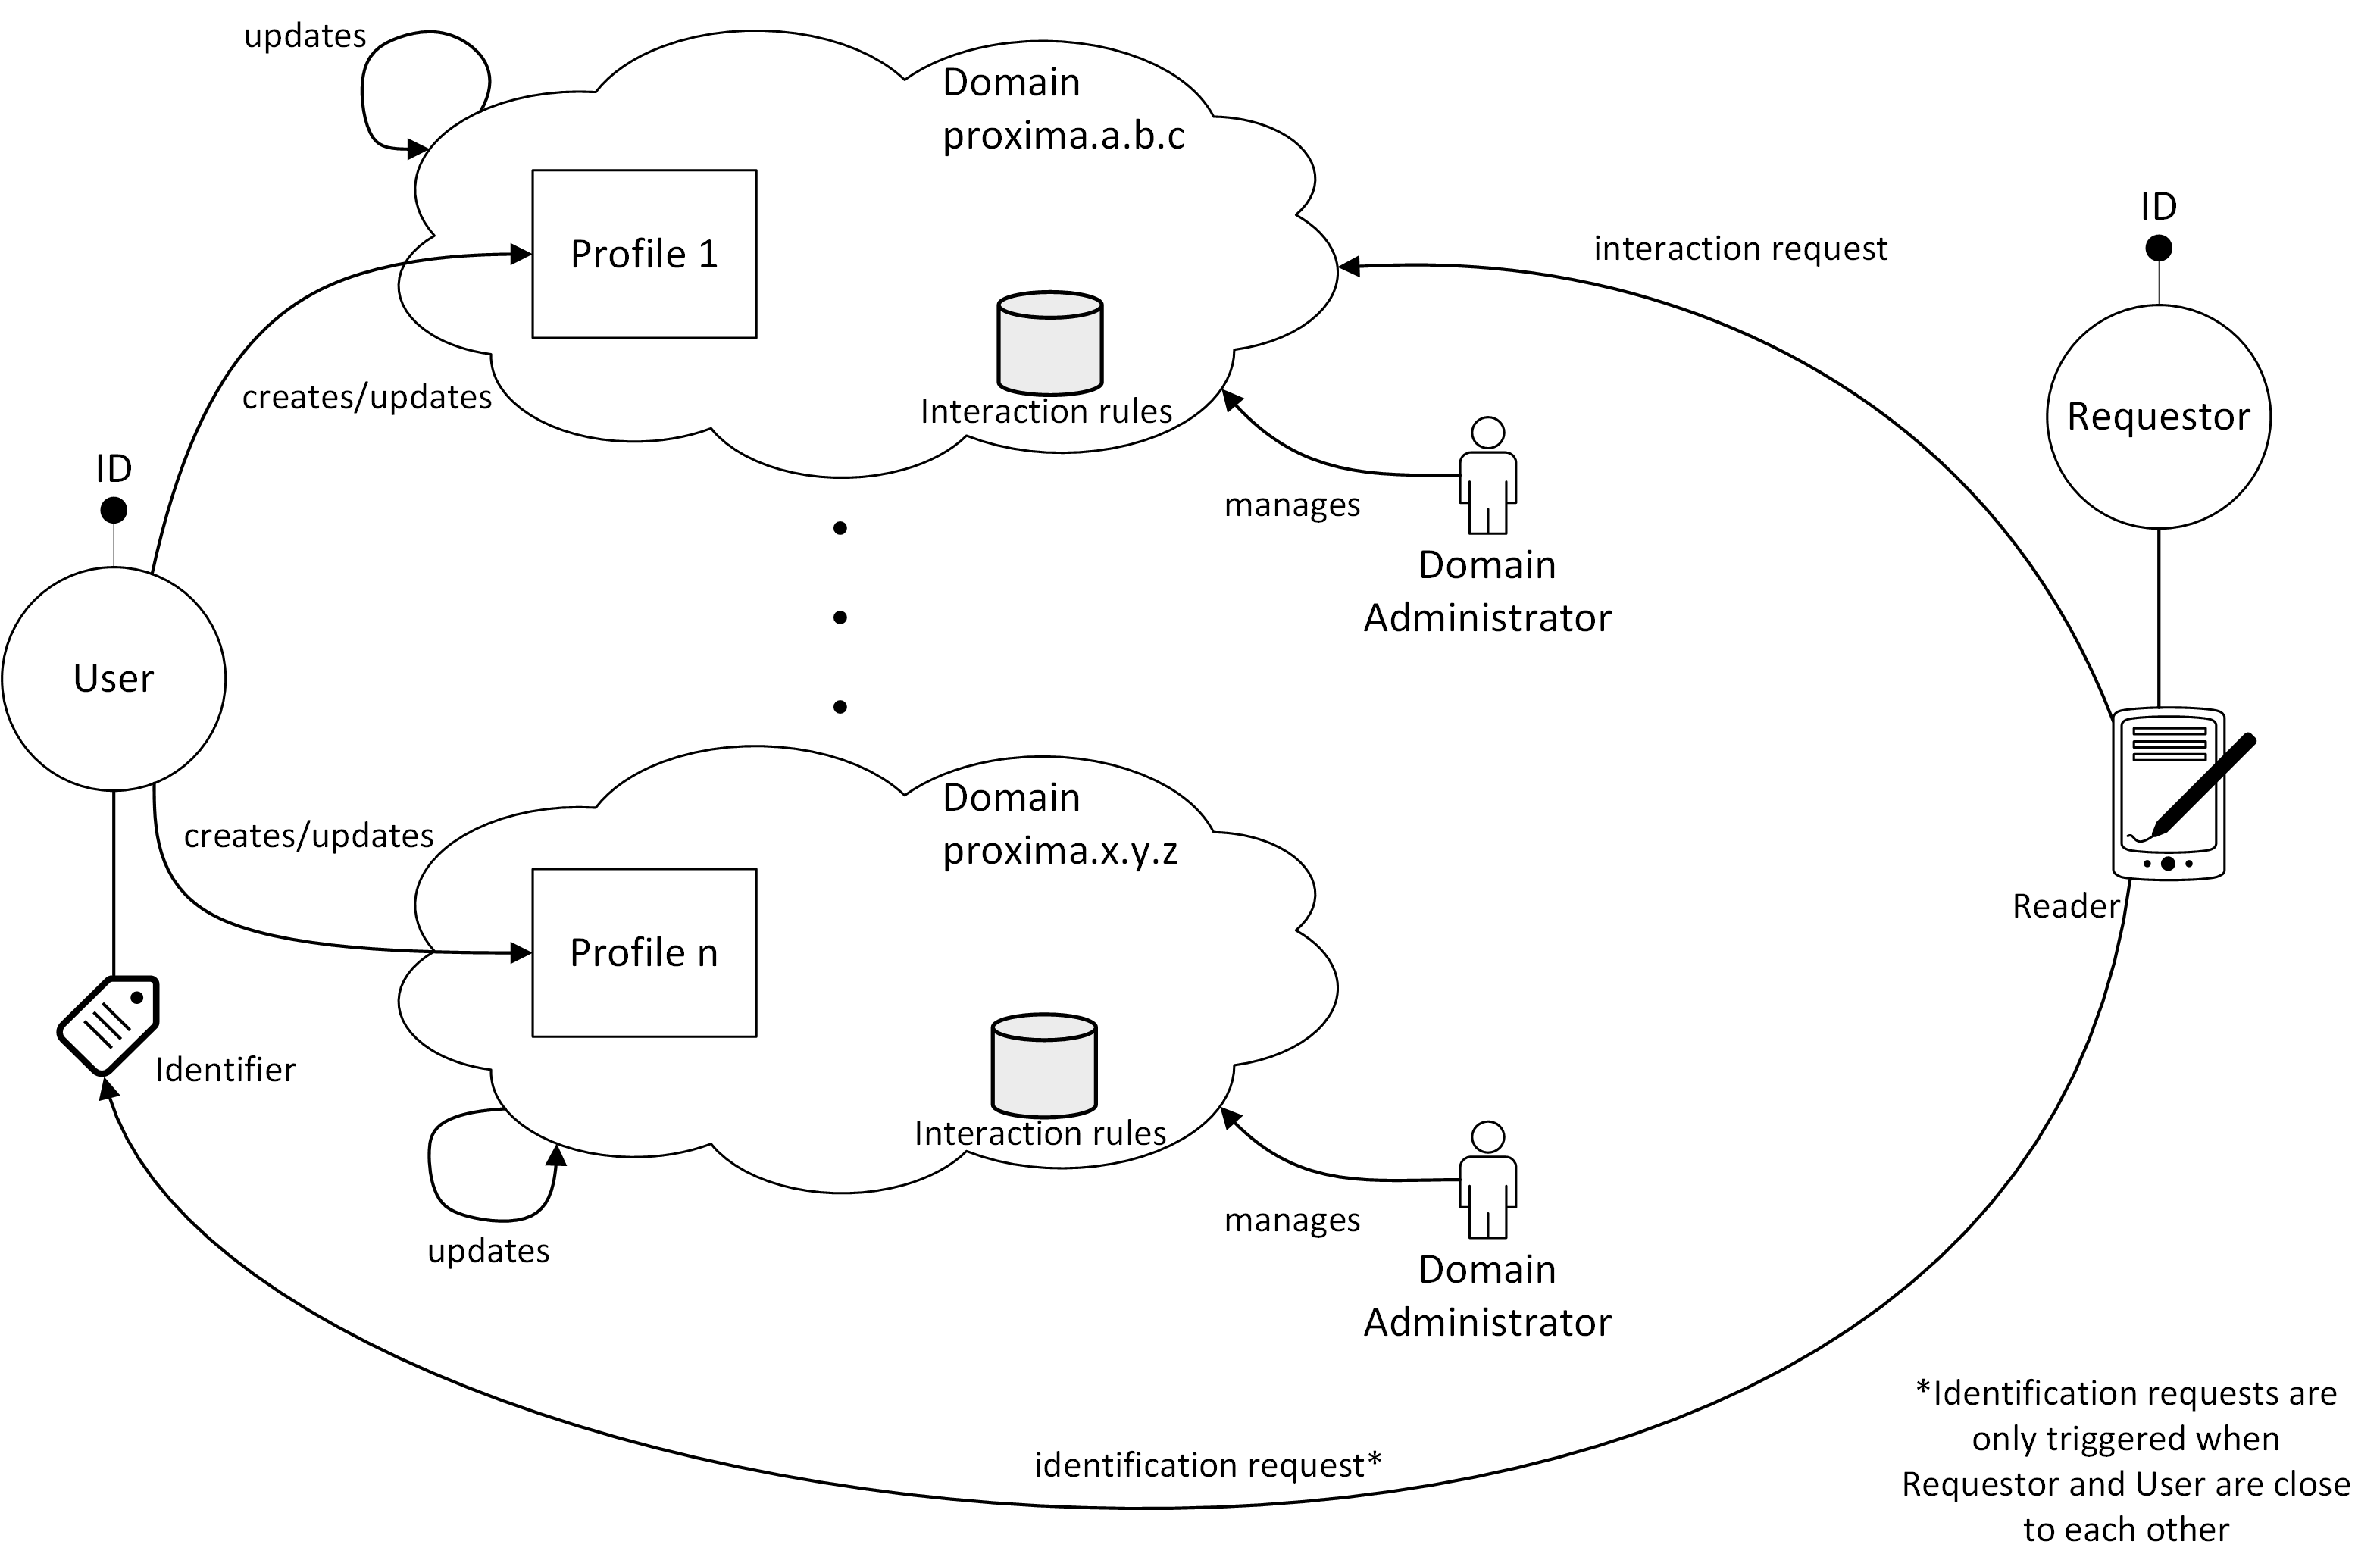 updates
Domain
proxima.a.b.c
ID
interaction request
Profile 1
Requestor
creates/updates
Interaction rules
ID
manages
Domain
Administrator
User
Domain
proxima.x.y.z
creates/updates
Reader
Profile n
Identifier
Interaction rules
manages
updates
Domain
Administrator
*Identification requests are
only triggered when
Requestor and User are close
to each other
identification request*